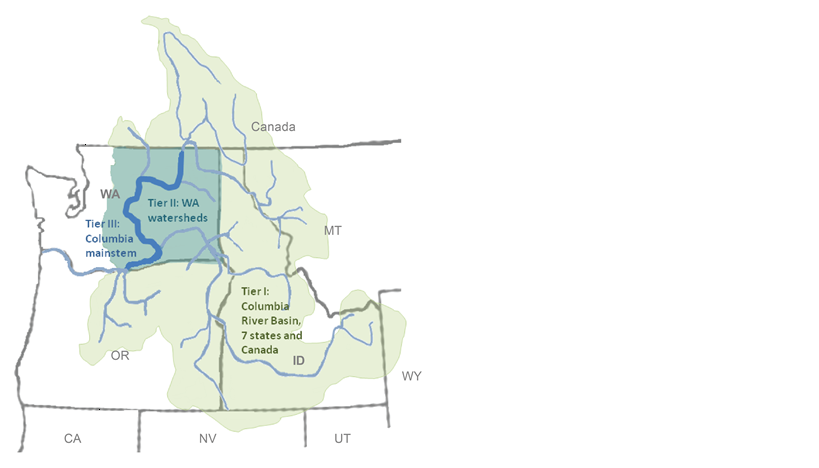 Canada
WA
Tier II: WA
watersheds
Tier III:
Columbia
mainstem
MT
Tier I:
Columbia
River Basin,
7 states and
Canada
OR
ID
WY
CA
NV
UT